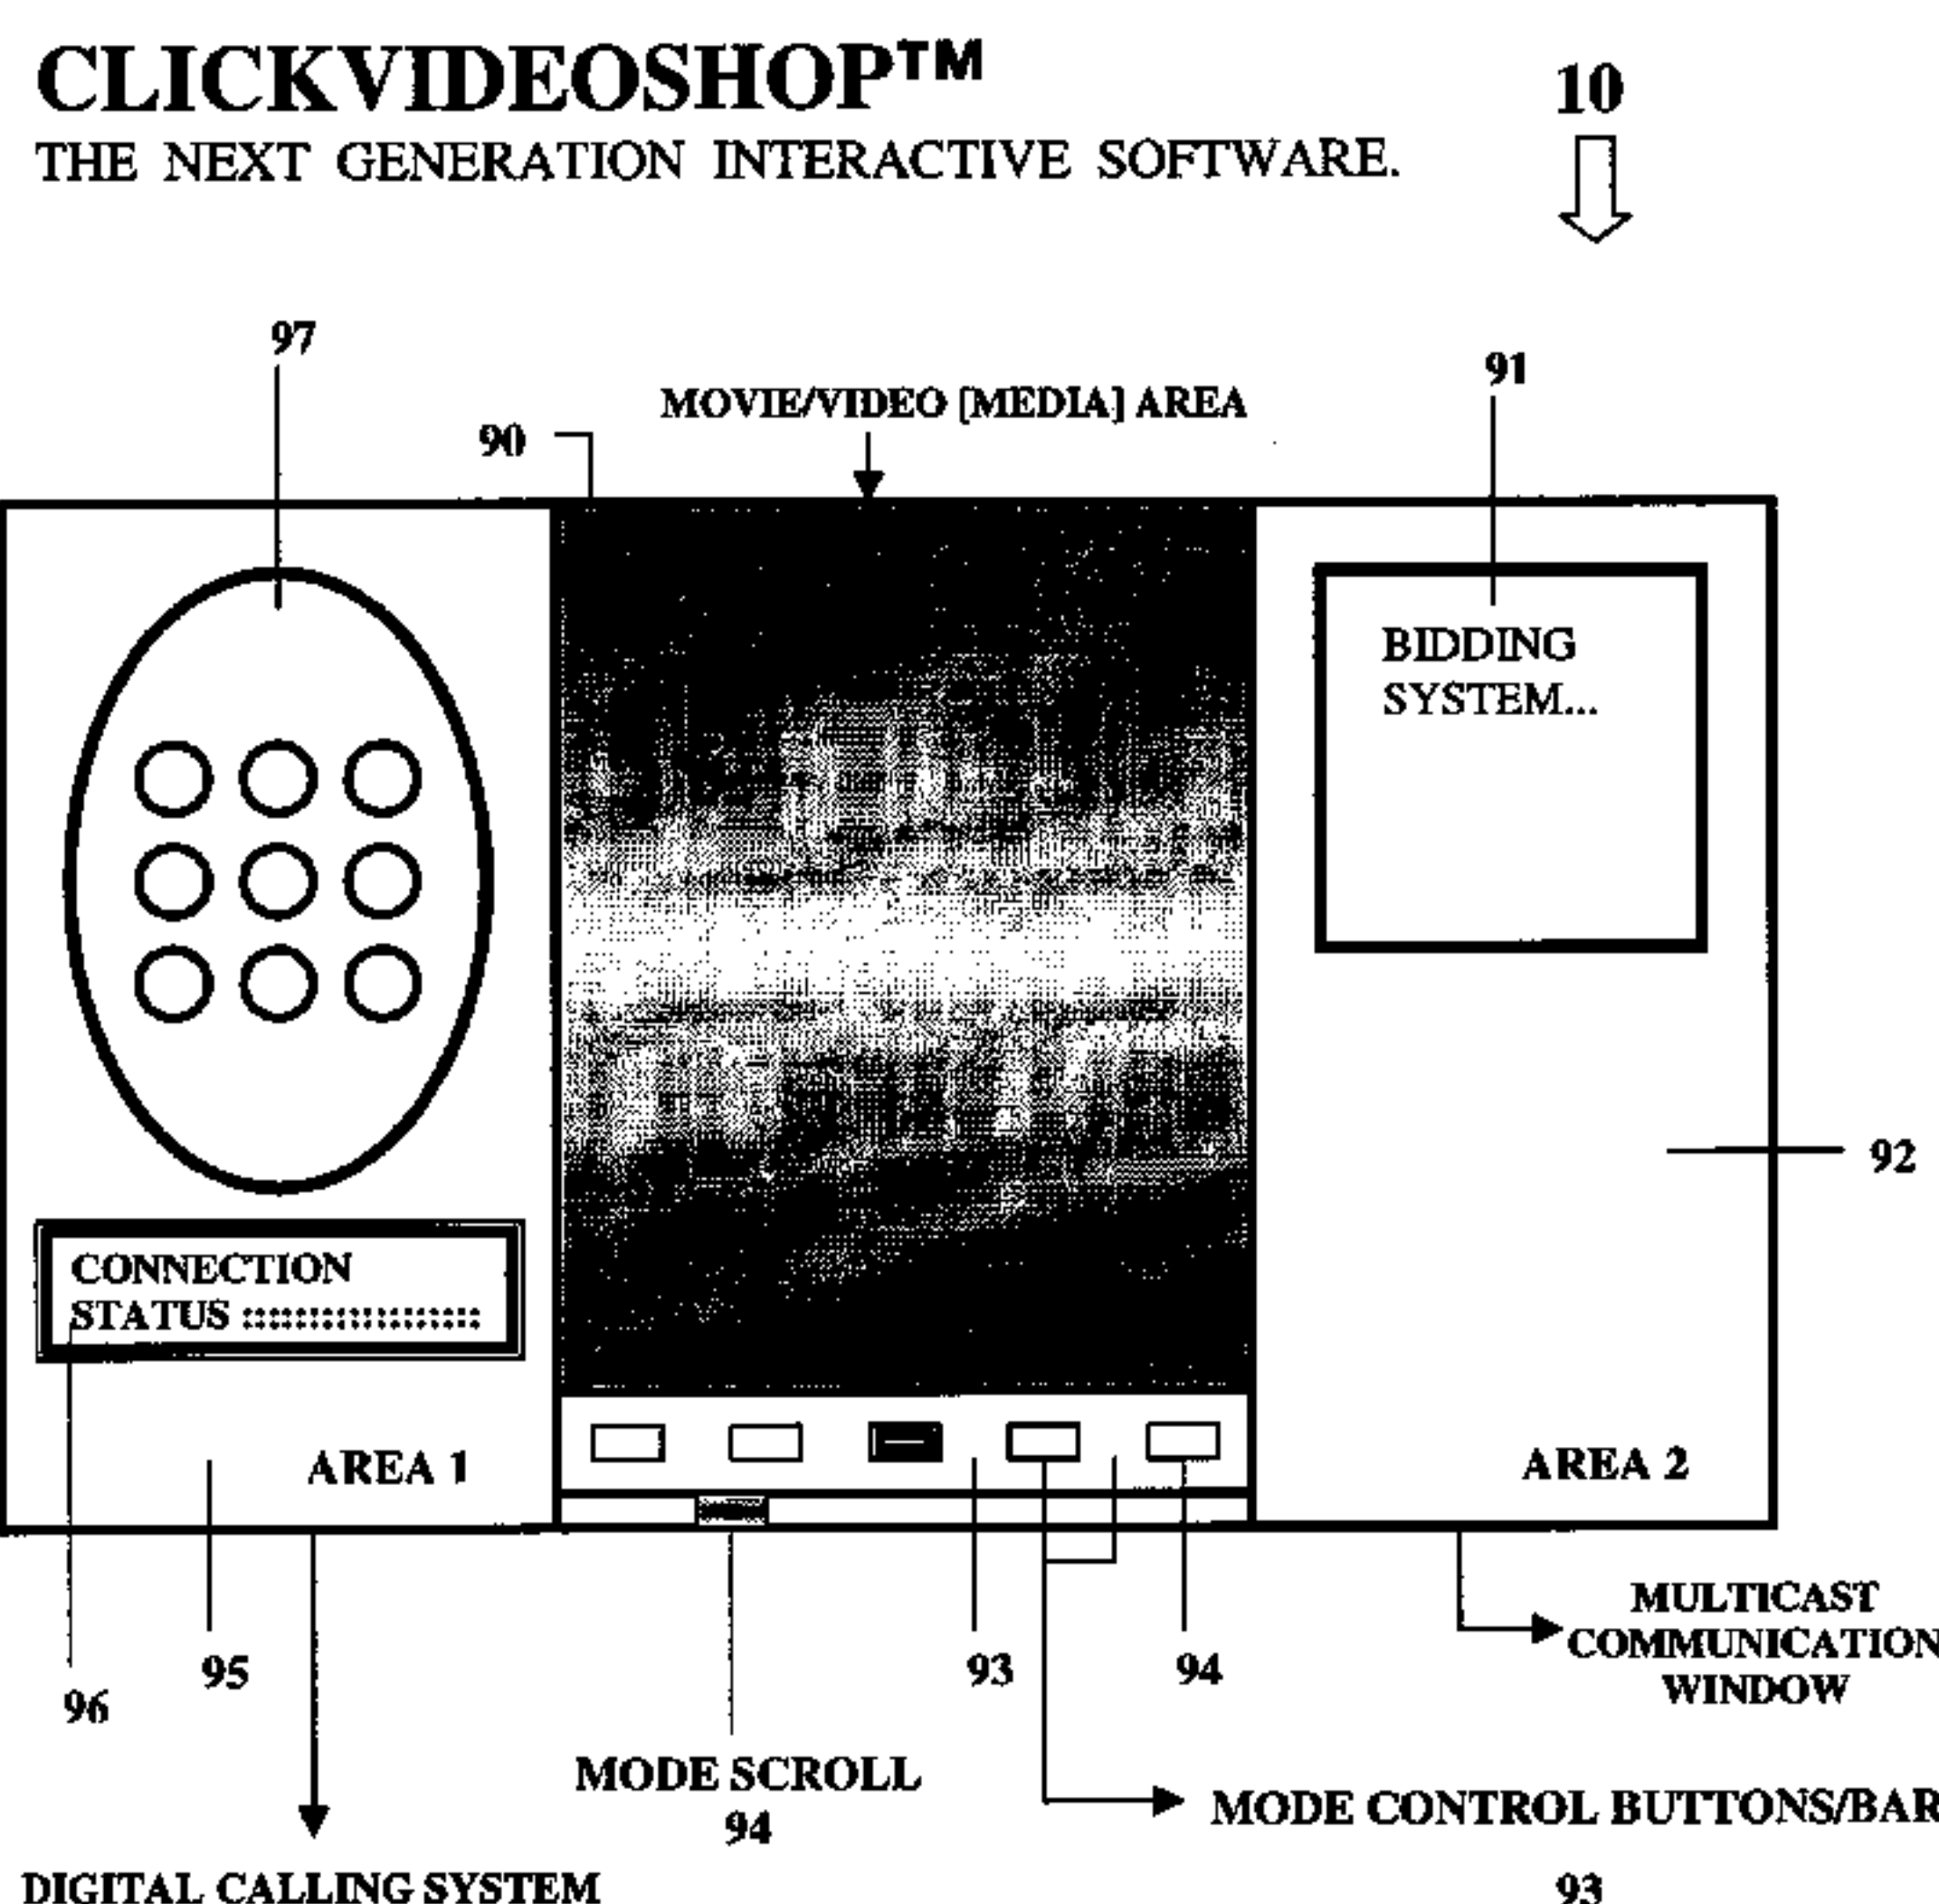 CLICKVIDEOSHOP™
10
THE NEXT GENERATION INTERACTIVE SOFTWARE.
97
91
MOVIE/VIDEO [MEDIA] AREA
90
BIDDING
SYSTEM...
92
CONNECTION
STATUS ::::::::::::::::::
AREA 1
AREA 2
MULTICAST
COMMUNICATION
WINDOW
95
93
94
96
MODE SCROLL
94
MODE CONTROL BUTTONS/BAR
93
DIGITAL CALLING SYSTEM